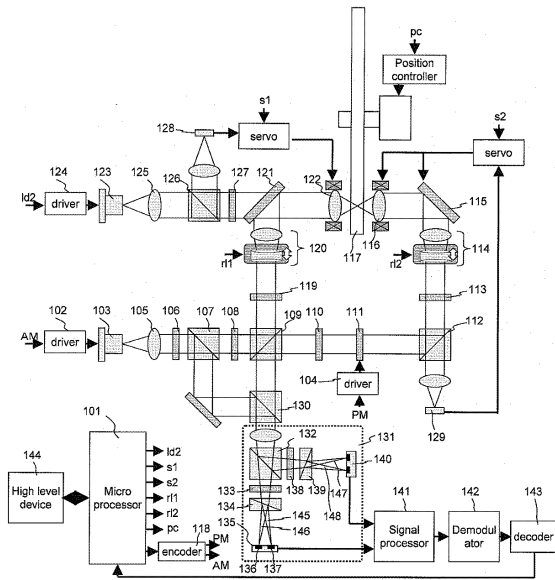 pc
Position
controller
s1
s2
128
servo
servo
124
123
125
126
127
121
122
ld2
driver
115
116
117
120
114
rl1
rl2
119
113
102
103
105
106
107
108
109
110
111
112
AM
driver
104
driver
PM
130
129
131
132
101
133
138
139
140
147
148
144
134
145
146
135
136
137
High level
device
Micro
processor
ld2
s1
s2
rl1
rl2
pc
118
encoder
PM
AM
141
142
143
Signal
processor
Demodul
ator
decoder